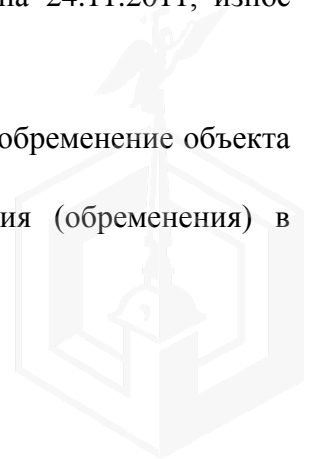 на 24.11.2011, износ
обременение объекта
ия (обременения) в